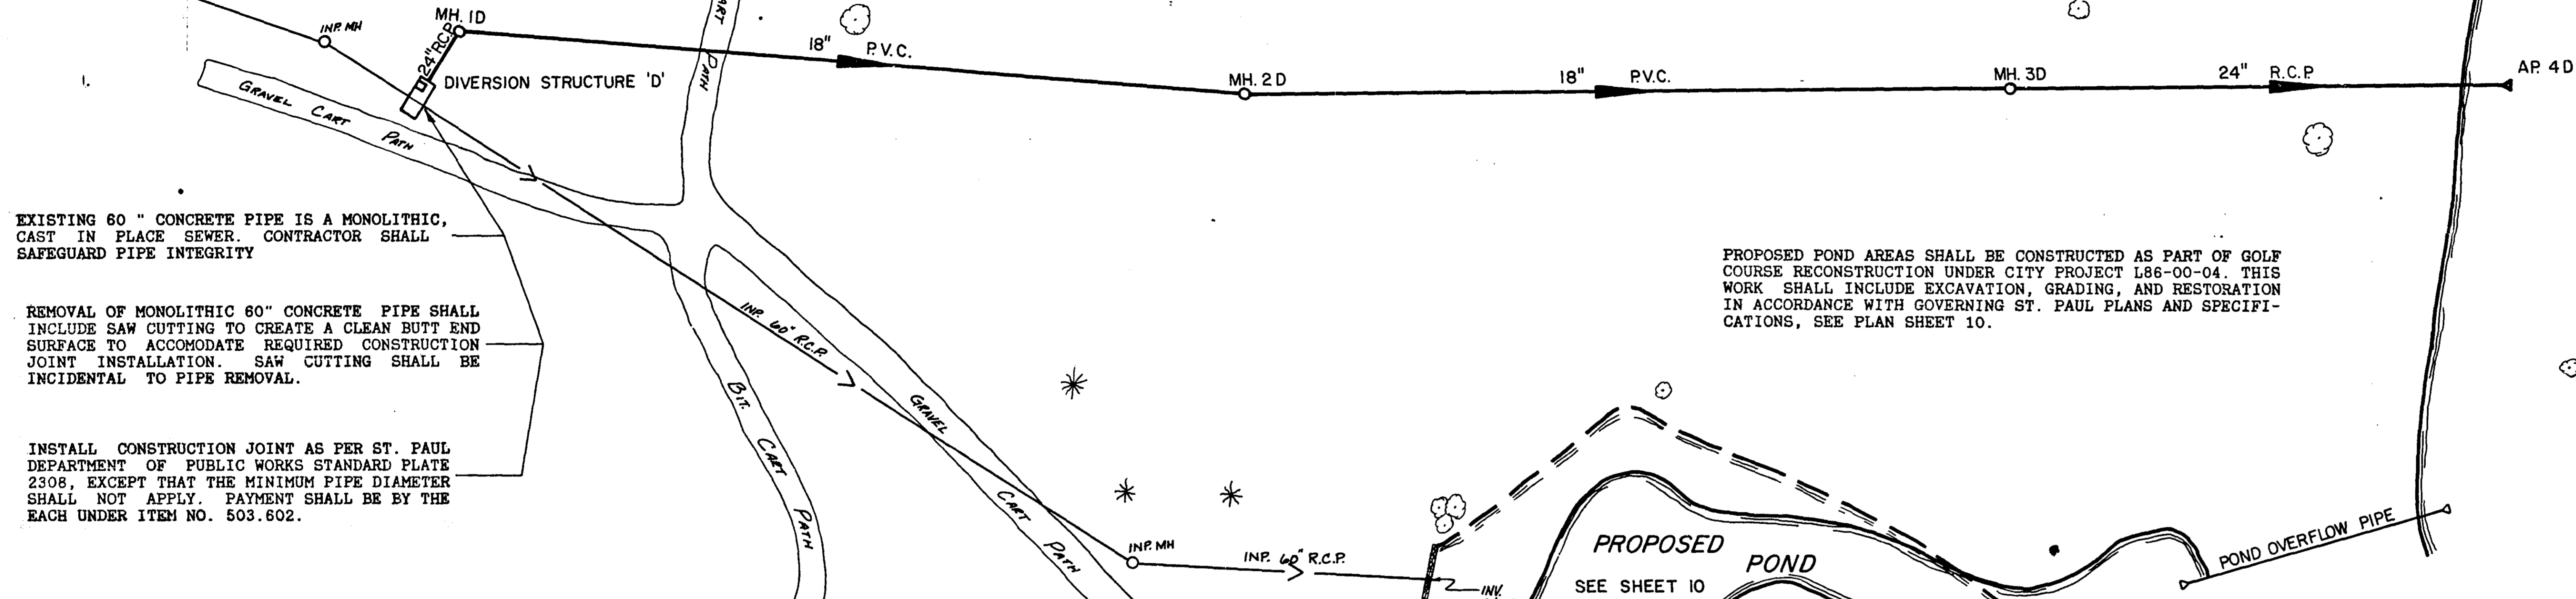 INP. MH
MH. 1D
24" R.C.P.
DIVERSION STRUCTURE 'D'
GRAVEL CART PATH
PATH
18" P.V.C.
MH. 2D
18" P.V.C.
MH. 3D
24" R.C.P.
AP. 4D
EXISTING 60 " CONCRETE PIPE IS A MONOLITHIC,
CAST IN PLACE SEWER. CONTRACTOR SHALL
SAFEGUARD PIPE INTEGRITY
REMOVAL OF MONOLITHIC 60" CONCRETE PIPE SHALL
INCLUDE SAW CUTTING TO CREATE A CLEAN BUTT END
SURFACE TO ACCOMODATE REQUIRED CONSTRUCTION
JOINT INSTALLATION. SAW CUTTING SHALL BE
INCIDENTAL TO PIPE REMOVAL.
INSTALL CONSTRUCTION JOINT AS PER ST. PAUL
DEPARTMENT OF PUBLIC WORKS STANDARD PLATE
2308, EXCEPT THAT THE MINIMUM PIPE DIAMETER
SHALL NOT APPLY. PAYMENT SHALL BE BY THE
EACH UNDER ITEM NO. 503.602.
PROPOSED POND AREAS SHALL BE CONSTRUCTED AS PART OF GOLF
COURSE RECONSTRUCTION UNDER CITY PROJECT L86-00-04. THIS
WORK SHALL INCLUDE EXCAVATION, GRADING, AND RESTORATION
IN ACCORDANCE WITH GOVERNING ST. PAUL PLANS AND SPECIFI-
CATIONS, SEE PLAN SHEET 10.
INP. 60" R.C.P.
BIT. CART PATH
GRAVEL CART PATH
INP. MH
INP. 60" R.C.P.
INV.
PROPOSED POND
SEE SHEET 10
POND OVERFLOW PIPE